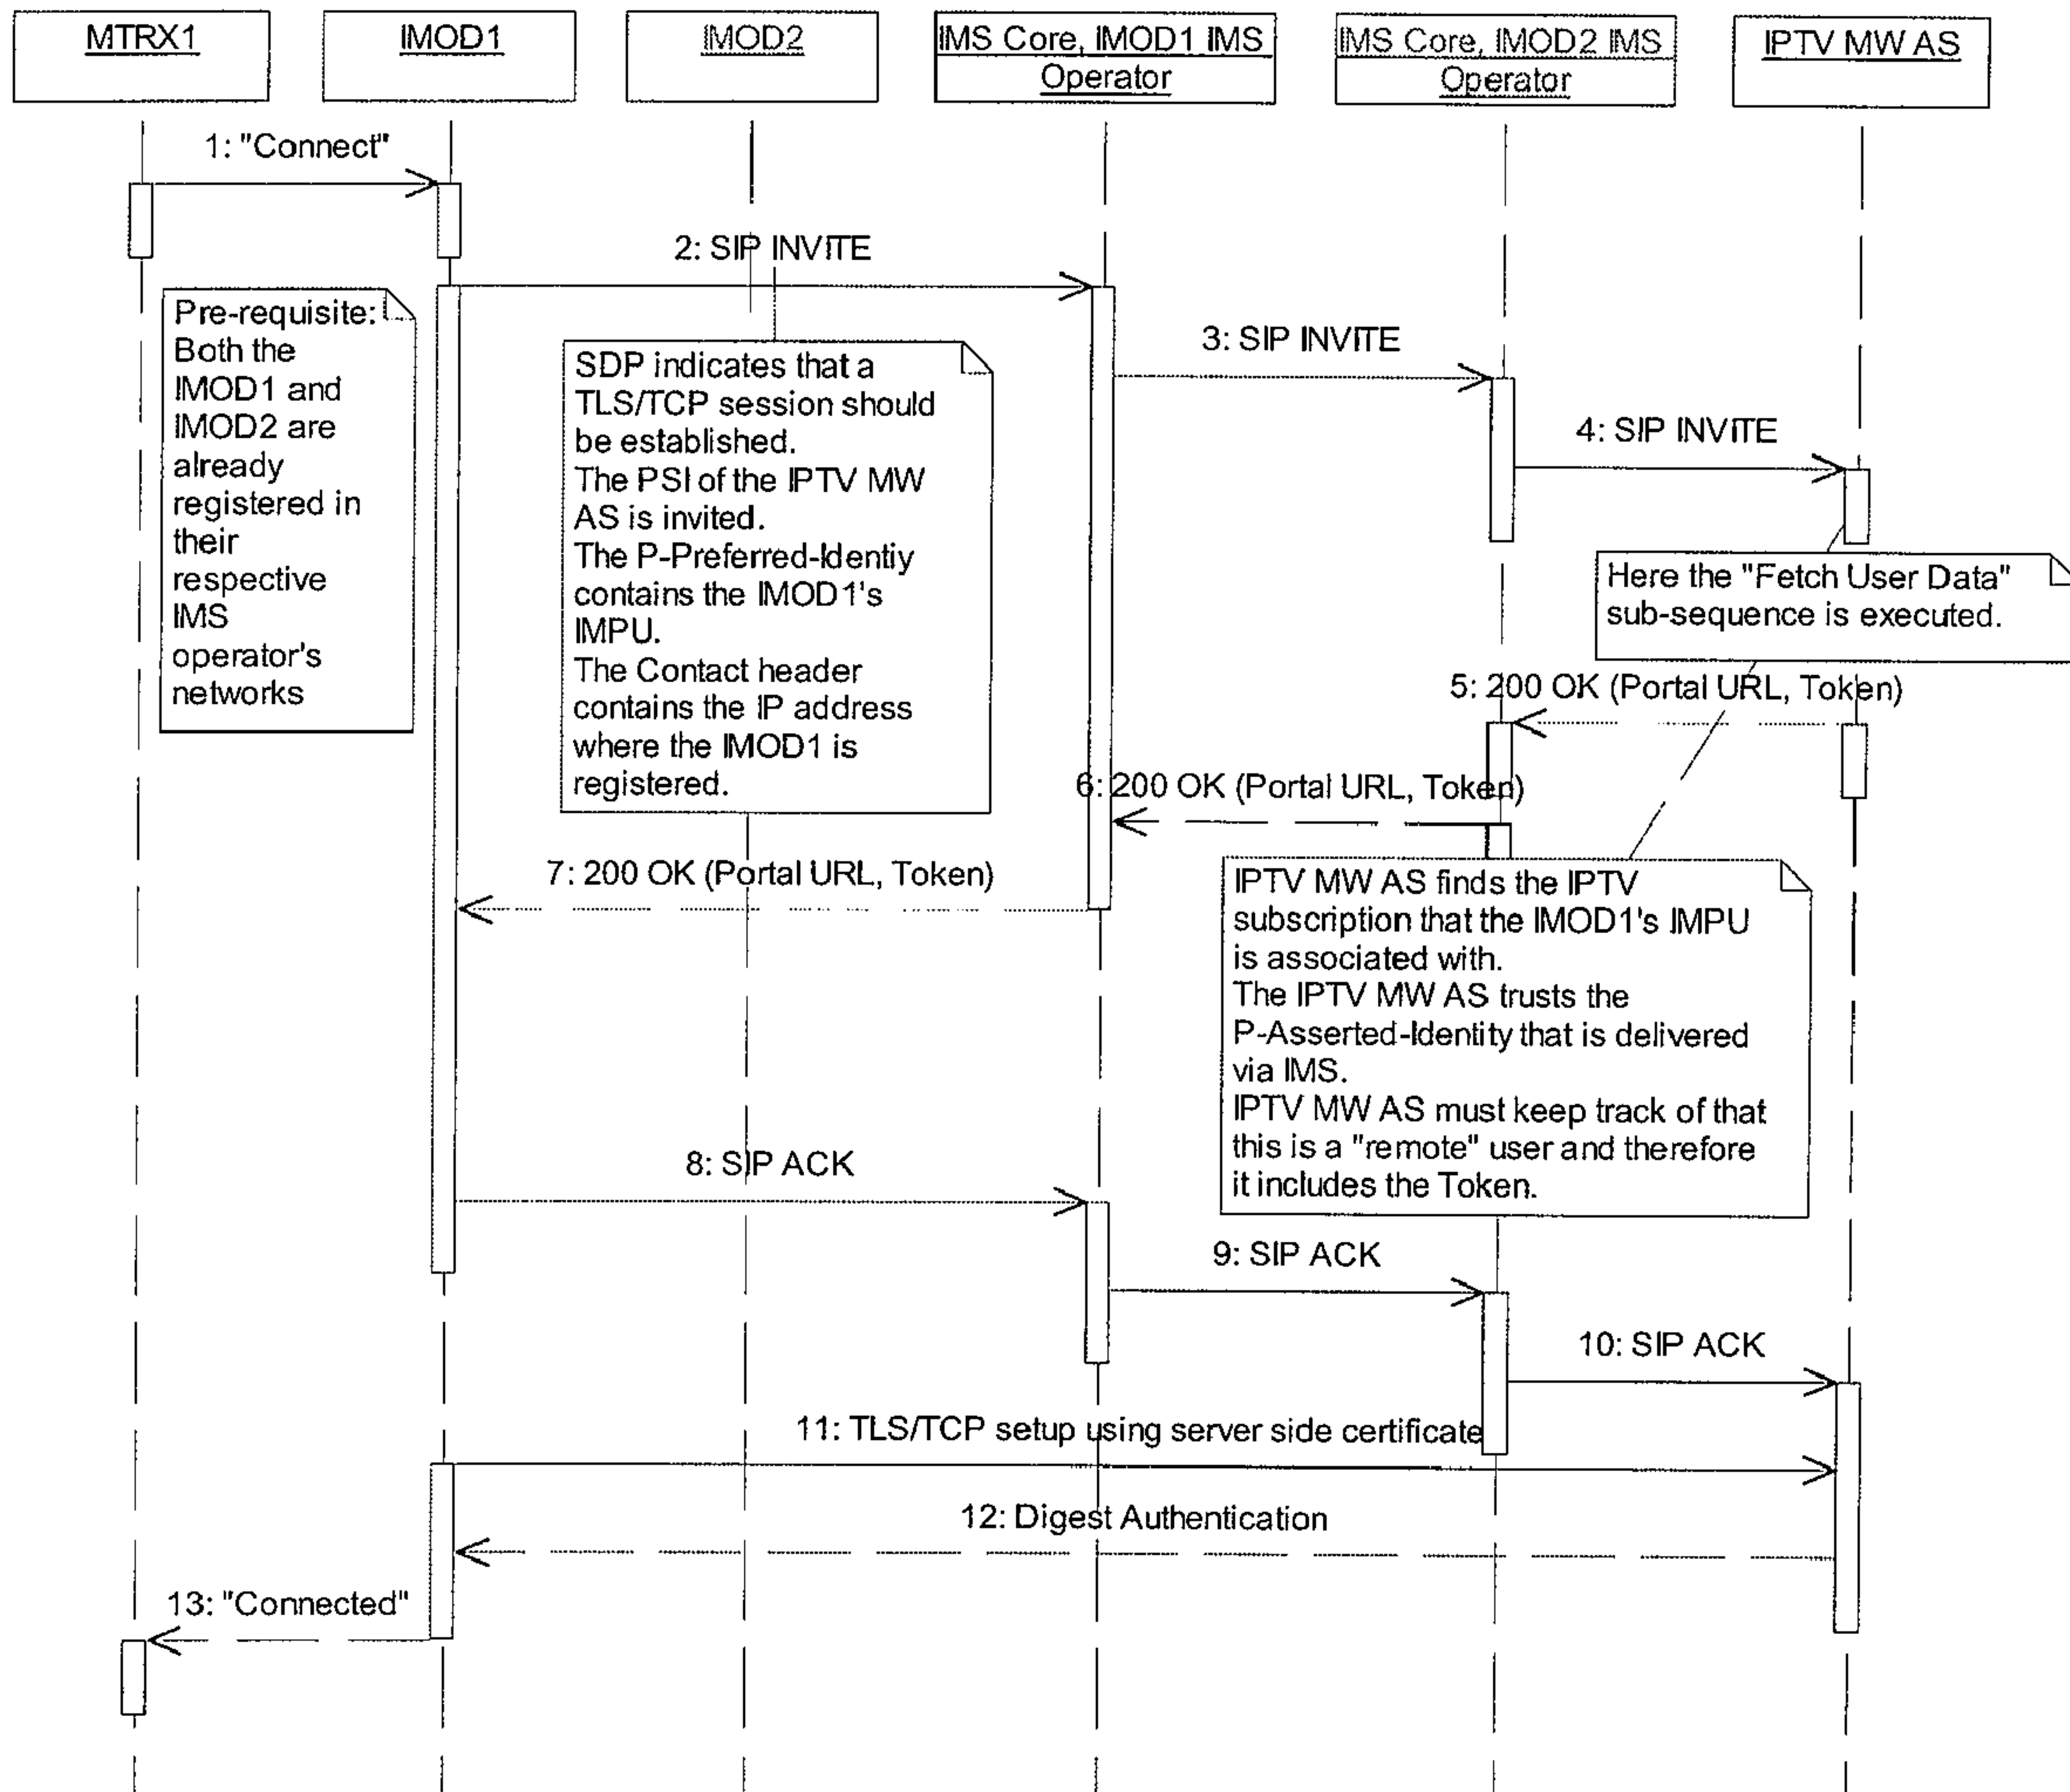 MTRX1
IMOD1
IMOD2
IMS Core, IMOD1 IMS
Operator
IMS Core, IMOD2 IMS
Operator
IPTV MW AS
1: "Connect"
2: SIP INVITE
Pre-requisite:
Both the
IMOD1 and
IMOD2 are
already
registered in
their
respective
IMS
operator's
networks
SDP indicates that a
TLS/TCP session should
be established.
The PSI of the IPTV MW
AS is invited.
The P-Preferred-Identiy
contains the IMOD1's
IMPU.
The Contact header
contains the IP address
where the IMOD1 is
registered.
3: SIP INVITE
4: SIP INVITE
Here the "Fetch User Data"
sub-sequence is executed.
5: 200 OK (Portal URL, Token)
6: 200 OK (Portal URL, Token)
7: 200 OK (Portal URL, Token)
IPTV MW AS finds the IPTV
subscription that the IMOD1's IMPU
is associated with.
The IPTV MW AS trusts the
P-Asserted-Identity that is delivered
via IMS.
IPTV MW AS must keep track of that
this is a "remote" user and therefore
it includes the Token.
8: SIP ACK
9: SIP ACK
10: SIP ACK
11: TLS/TCP setup using server side certificate
12: Digest Authentication
13: "Connected"